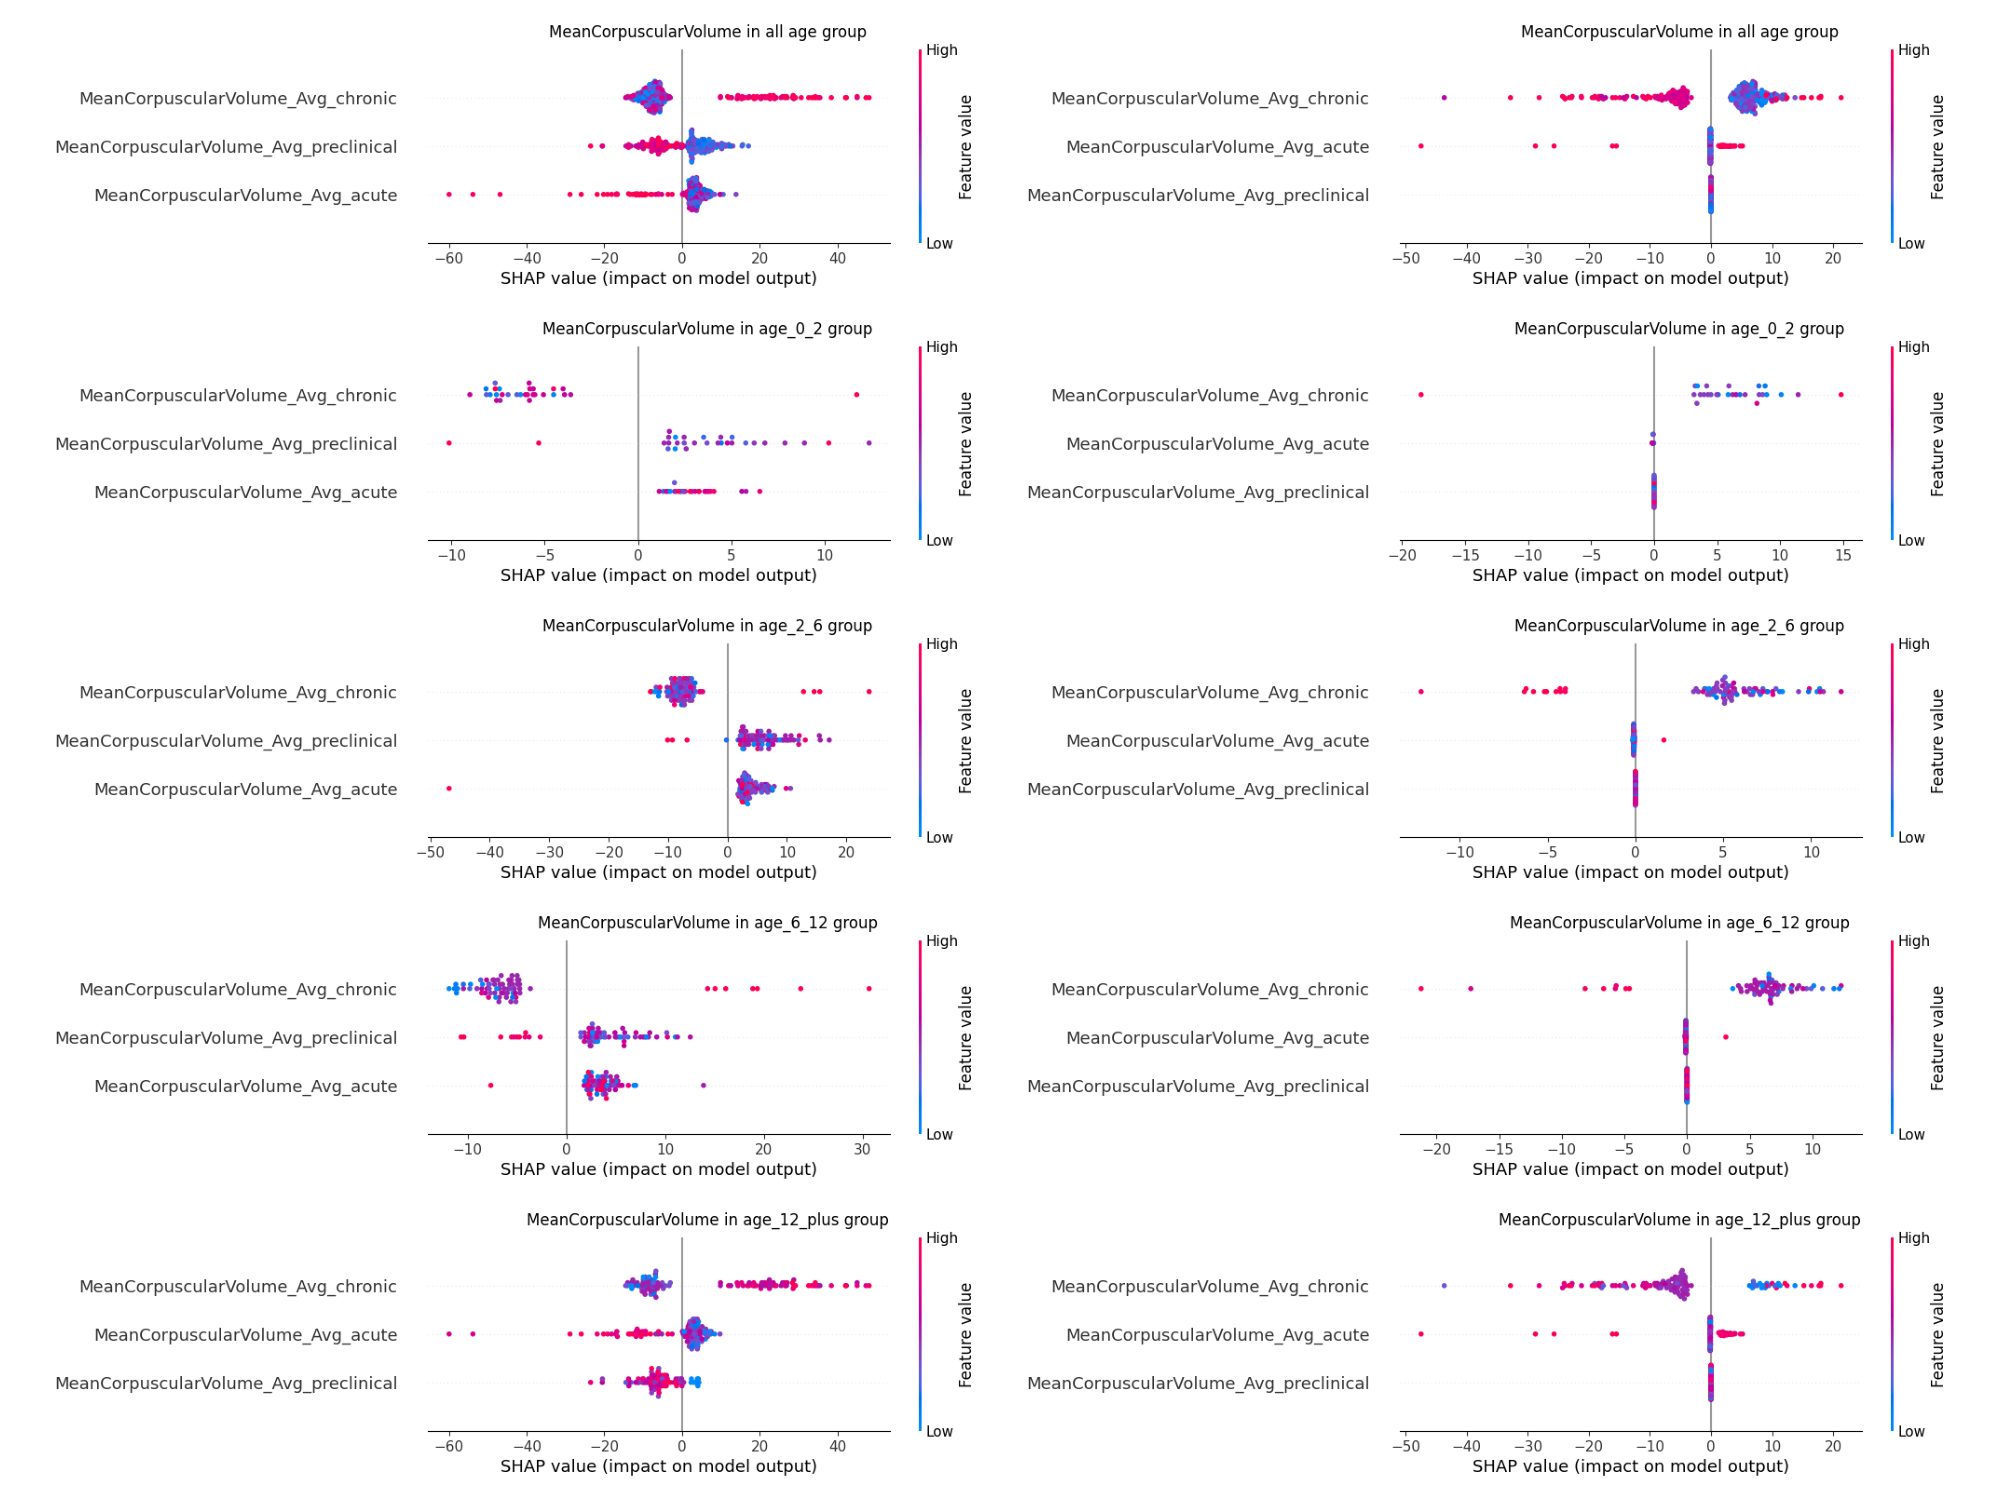 MeanCorpuscularVolume in all age group
High
MeanCorpuscularVolume_Avg_chronic
MeanCorpuscularVolume_Avg_preclinical
MeanCorpuscularVolume_Avg_acute
Feature value
Low
−60 −40 −20 0 20 40
SHAP value (impact on model output)
MeanCorpuscularVolume in all age group
High
MeanCorpuscularVolume_Avg_chronic
MeanCorpuscularVolume_Avg_acute
MeanCorpuscularVolume_Avg_preclinical
Feature value
Low
−50 −40 −30 −20 −10 0 10 20
SHAP value (impact on model output)
MeanCorpuscularVolume in age_0_2 group
High
MeanCorpuscularVolume_Avg_chronic
MeanCorpuscularVolume_Avg_preclinical
MeanCorpuscularVolume_Avg_acute
Feature value
Low
−10 −5 0 5 10
SHAP value (impact on model output)
MeanCorpuscularVolume in age_0_2 group
High
MeanCorpuscularVolume_Avg_chronic
MeanCorpuscularVolume_Avg_acute
MeanCorpuscularVolume_Avg_preclinical
Feature value
Low
−20 −15 −10 −5 0 5 10 15
SHAP value (impact on model output)
MeanCorpuscularVolume in age_2_6 group
High
MeanCorpuscularVolume_Avg_chronic
MeanCorpuscularVolume_Avg_preclinical
MeanCorpuscularVolume_Avg_acute
Feature value
Low
−50 −40 −30 −20 −10 0 10 20
SHAP value (impact on model output)
MeanCorpuscularVolume in age_2_6 group
High
MeanCorpuscularVolume_Avg_chronic
MeanCorpuscularVolume_Avg_acute
MeanCorpuscularVolume_Avg_preclinical
Feature value
Low
−10 −5 0 5 10
SHAP value (impact on model output)
MeanCorpuscularVolume in age_6_12 group
High
MeanCorpuscularVolume_Avg_chronic
MeanCorpuscularVolume_Avg_preclinical
MeanCorpuscularVolume_Avg_acute
Feature value
Low
−10 0 10 20 30
SHAP value (impact on model output)
MeanCorpuscularVolume in age_6_12 group
High
MeanCorpuscularVolume_Avg_chronic
MeanCorpuscularVolume_Avg_acute
MeanCorpuscularVolume_Avg_preclinical
Feature value
Low
−20 −15 −10 −5 0 5 10
SHAP value (impact on model output)
MeanCorpuscularVolume in age_12_plus group
High
MeanCorpuscularVolume_Avg_chronic
MeanCorpuscularVolume_Avg_acute
MeanCorpuscularVolume_Avg_preclinical
Feature value
Low
−60 −40 −20 0 20 40
SHAP value (impact on model output)
MeanCorpuscularVolume in age_12_plus group
High
MeanCorpuscularVolume_Avg_chronic
MeanCorpuscularVolume_Avg_acute
MeanCorpuscularVolume_Avg_preclinical
Feature value
Low
−50 −40 −30 −20 −10 0 10 20
SHAP value (impact on model output)